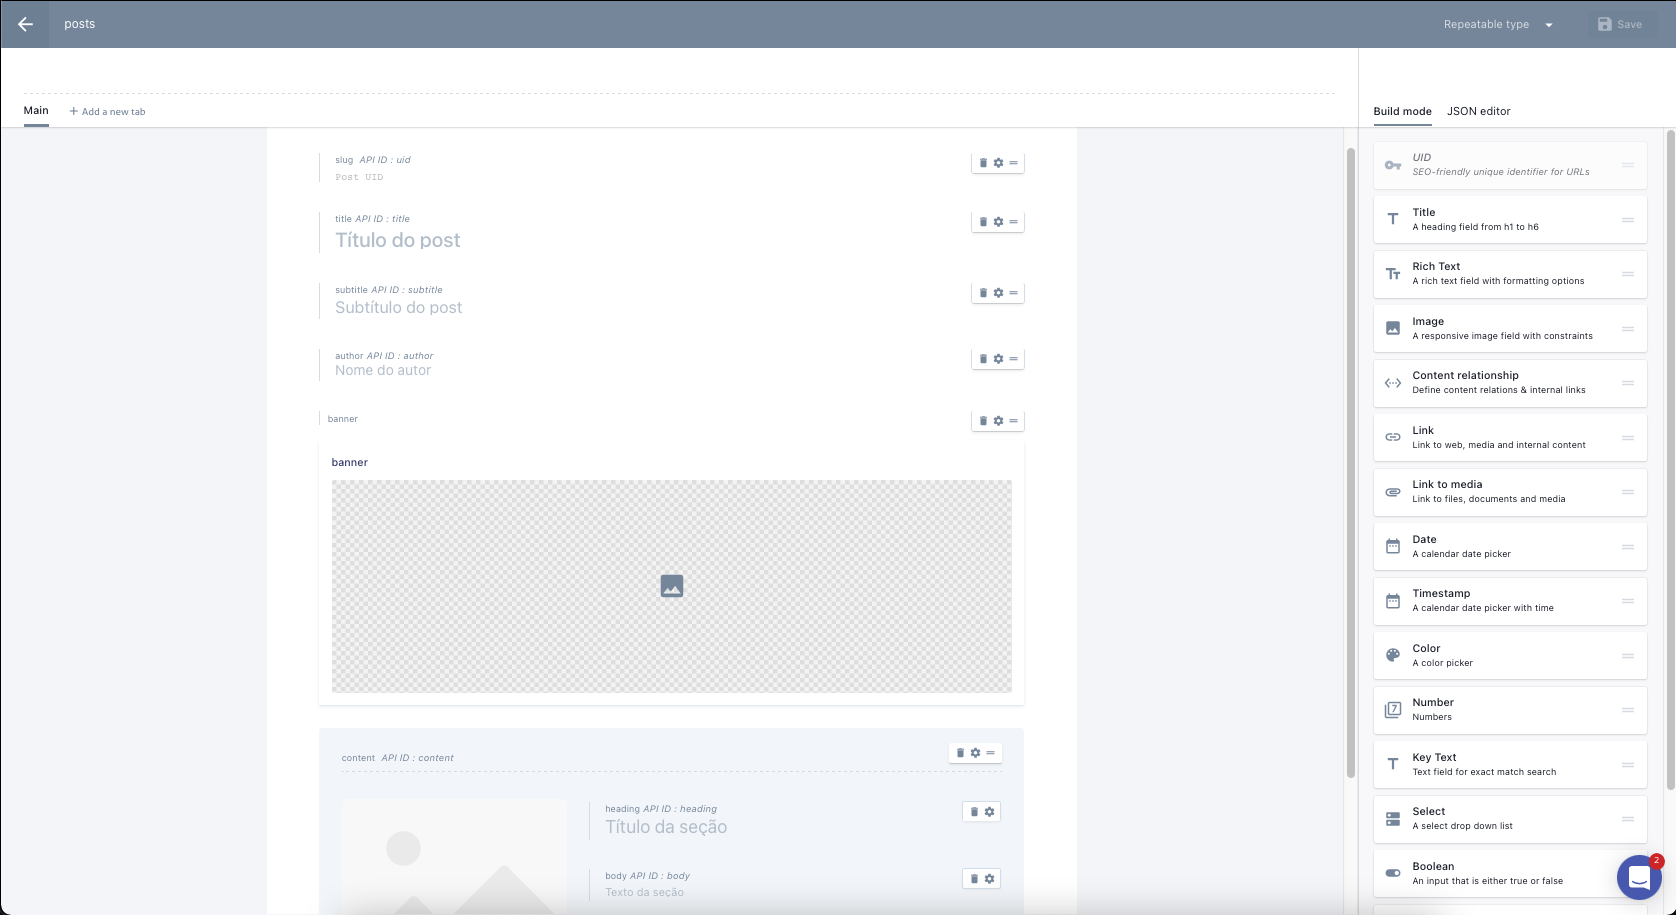 posts
Repeatable type
Save
Main
+ Add a new tab
Build mode
JSON editor
slug API ID : uid
Post UID
title API ID : title
Título do post
subtitle API ID : subtitle
Subtítulo do post
author API ID : author
Nome do autor
banner
banner
content API ID : content
heading API ID : heading
Título da seção
body API ID : body
Texto da seção
UID
SEO-friendly unique identifier for URLs
Title
A heading field from h1 to h6
Rich Text
A rich text field with formatting options
Image
A responsive image field with constraints
Content relationship
Define content relations & internal links
Link
Link to web, media and internal content
Link to media
Link to files, documents and media
Date
A calendar date picker
Timestamp
A calendar date picker with time
Color
A color picker
7
Number
Numbers
Key Text
Text field for exact match search
Select
A select drop down list
Boolean
An input that is either true or false
2